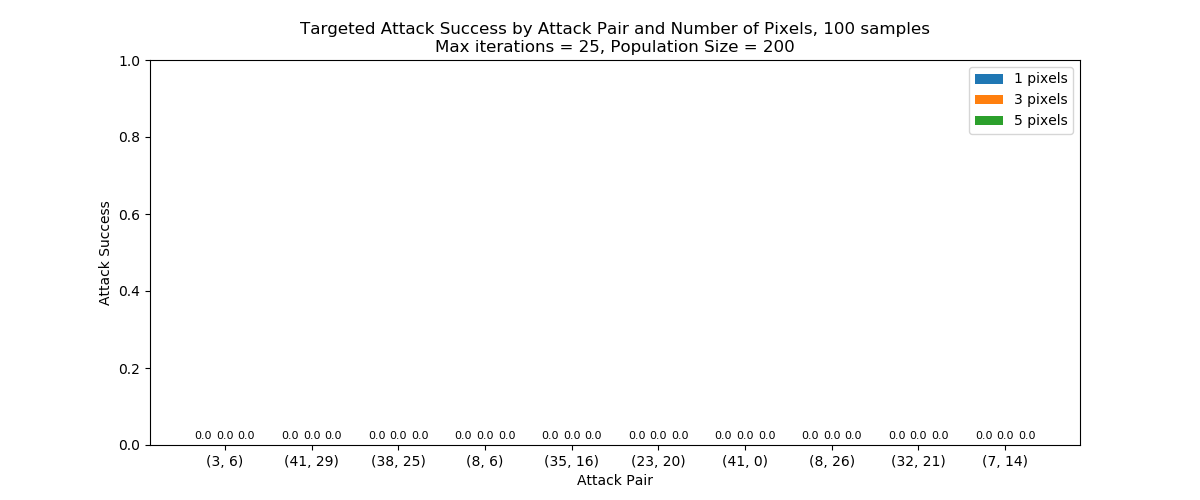 Targeted Attack Success by Attack Pair and Number of Pixels, 100 samples
Max iterations = 25, Population Size = 200
1 pixels
3 pixels
5 pixels
Attack Success
1.0
0.8
0.6
0.4
0.2
0.0
0.0 0.0 0.0 0.0 0.0 0.0 0.0 0.0 0.0 0.0 0.0 0.0 0.0 0.0 0.0 0.0 0.0 0.0 0.0 0.0 0.0 0.0 0.0 0.0 0.0 0.0 0.0 0.0 0.0 0.0
(3, 6) (41, 29) (38, 25) (8, 6) (35, 16) (23, 20) (41, 0) (8, 26) (32, 21) (7, 14)
Attack Pair